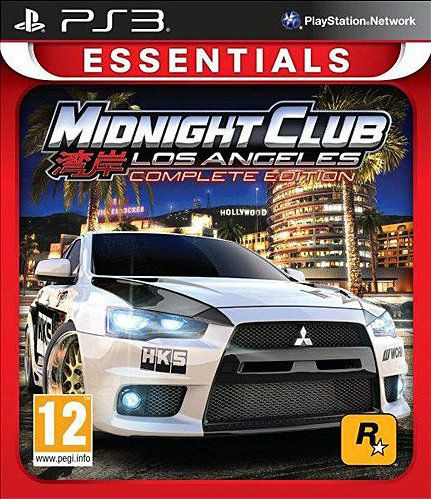 PS3
PlayStation®Network
ESSENTIALS
MIDNIGHT CLUB
湾岸 LOS ANGELES
COMPLETE EDITION
HOLLYWOOD
HKS
HKS
12
www.pegi.info
R